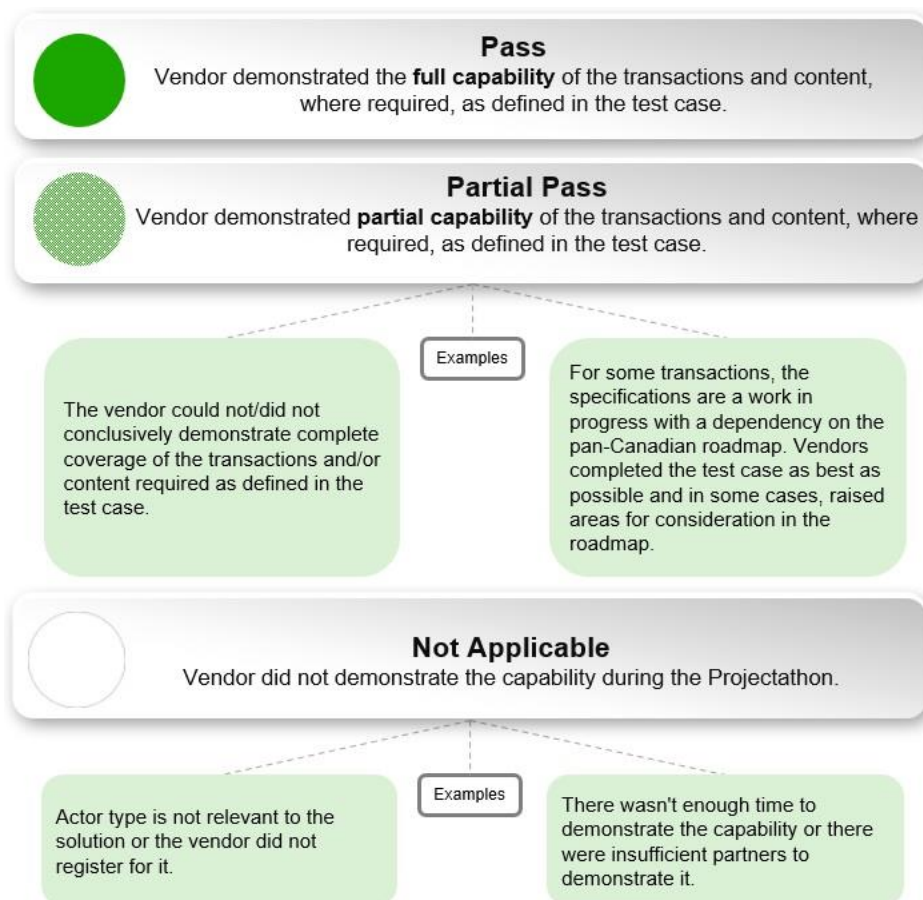 Pass
Vendor demonstrated the full capability of the transactions and content,
where required, as defined in the test case.
Partial Pass
Vendor demonstrated partial capability of the transactions and content, where
required, as defined in the test case.
Examples
The vendor could not/did not
conclusively demonstrate complete
coverage of the transactions and/or
content required as defined in the
test case.
For some transactions, the
specifications are a work in
progress with a dependency on the
pan-Canadian roadmap. Vendors
completed the test case as best as
possible and in some cases, raised
areas for consideration in the
roadmap.
Not Applicable
Vendor did not demonstrate the capability during the Projectathon.
Examples
Actor type is not relevant to the
solution or the vendor did not
register for it.
There wasn't enough time to
demonstrate the capability or there
were insufficient partners to
demonstrate it.